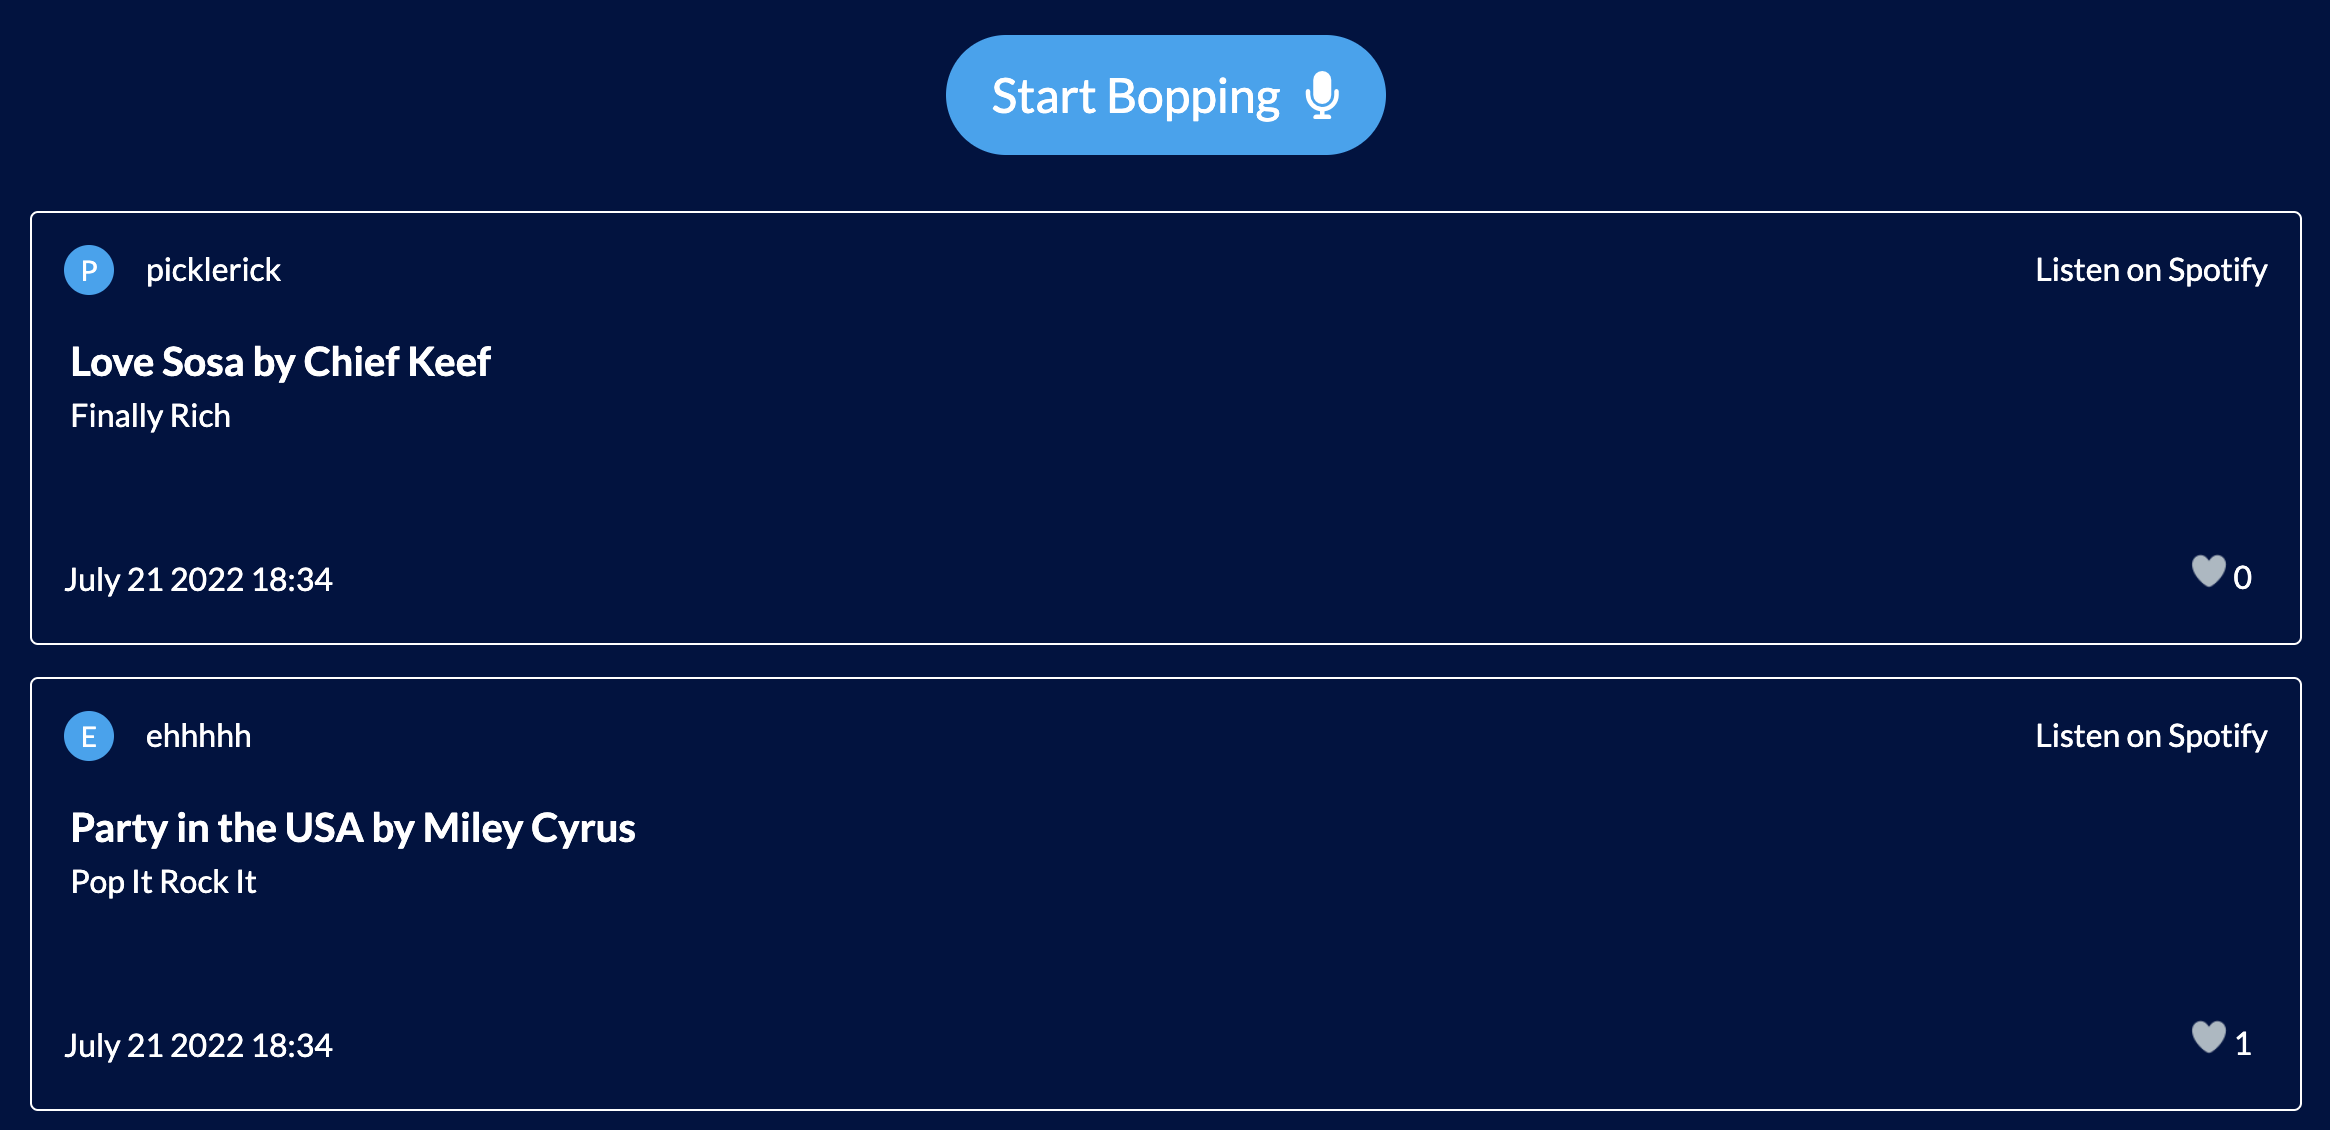 Start Bopping
P picklerick Listen on Spotify
Love Sosa by Chief Keef
Finally Rich
July 21 2022 18:34 0
E ehhhhh Listen on Spotify
Party in the USA by Miley Cyrus
Pop It Rock It
July 21 2022 18:34 1